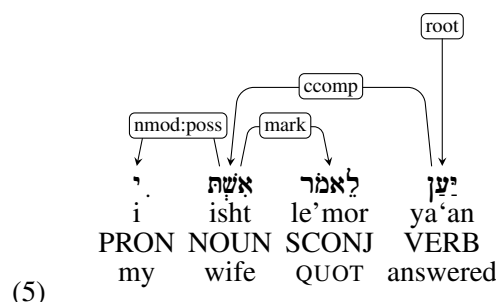 root
ccomp
nmod:poss mark
יַּעַן לֵאמֹר אִשְׁתּ ִי
i isht le’mor ya‘an
PRON NOUN SCONJ VERB
my wife QUOT answered
(5)